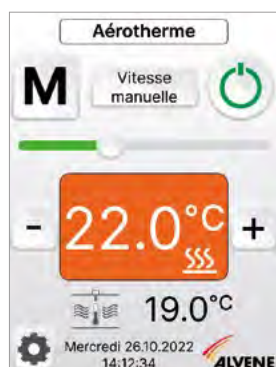 Aérotherme
M
Vitesse
manuelle
- 22.0°C +
19.0°C
Mercredi 26.10.2022
14:12:34
ALVENE